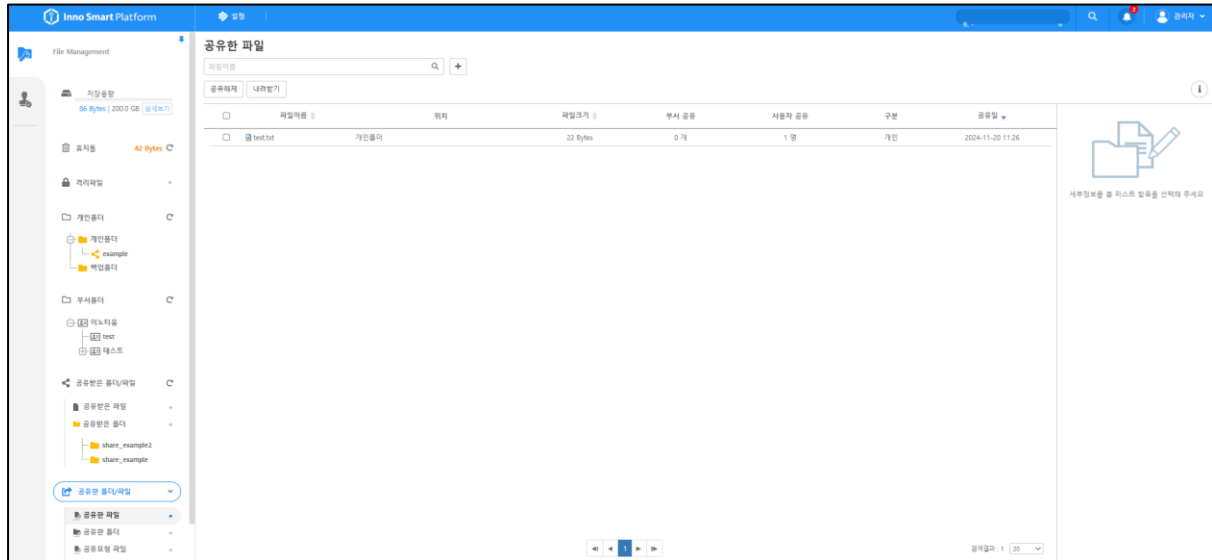 Inno Smart Platform
설정
2
관리자
File Management
저장용량
86 Bytes | 200.0 GB 상세보기
휴지통 42 Bytes
격리파일
개인폴더
개인폴더
example
백업폴더
부서폴더
이노티움
test
테스트
공유받은 폴더/파일
공유받은 파일
공유받은 폴더
share_example2
share_example
공유한 폴더/파일
공유한 파일
공유한 폴더
공유요청 파일
공유한 파일
파일이름
공유해제 내려받기
파일이름 위치 파일크기 부서 공유 사용자 공유 구분 공유일
test.txt 개인폴더 22 Bytes 0 개 1 명 개인 2024-11-20 11:26
세부정보를 볼 리스트 항목을 선택해 주세요
1
검색결과 : 1 20